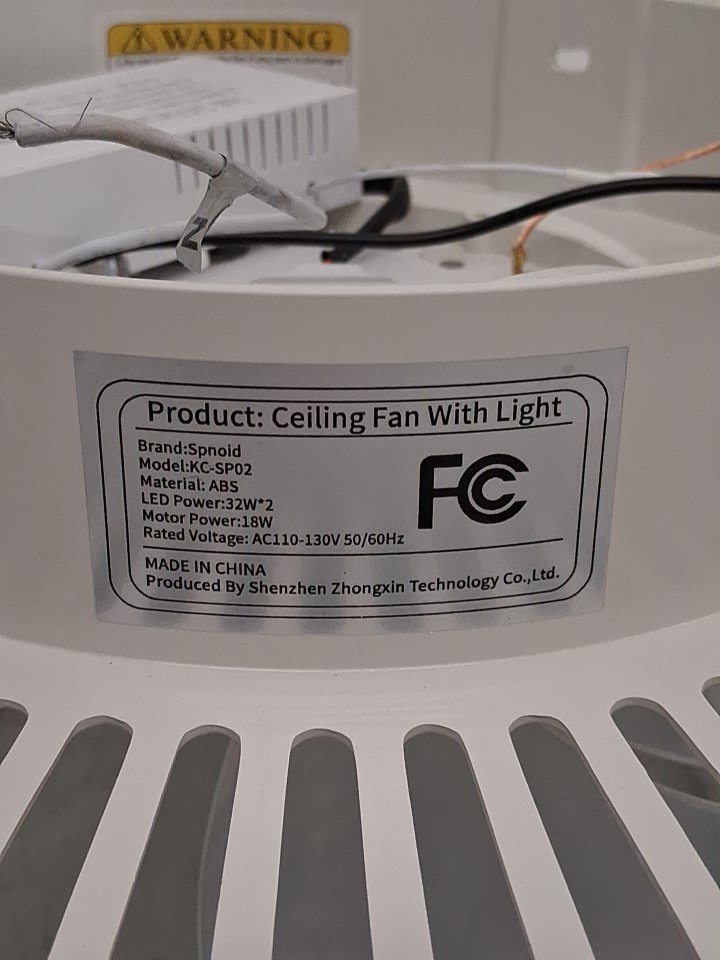 WARNING
2
Product: Ceiling Fan With Light
Brand:Spnoid
Model:KC-SP02
Material: ABS
LED Power:32W*2
Motor Power:18W
Rated Voltage: AC110-130V 50/60Hz
FC
MADE IN CHINA
Produced By Shenzhen Zhongxin Technology Co.,Ltd.